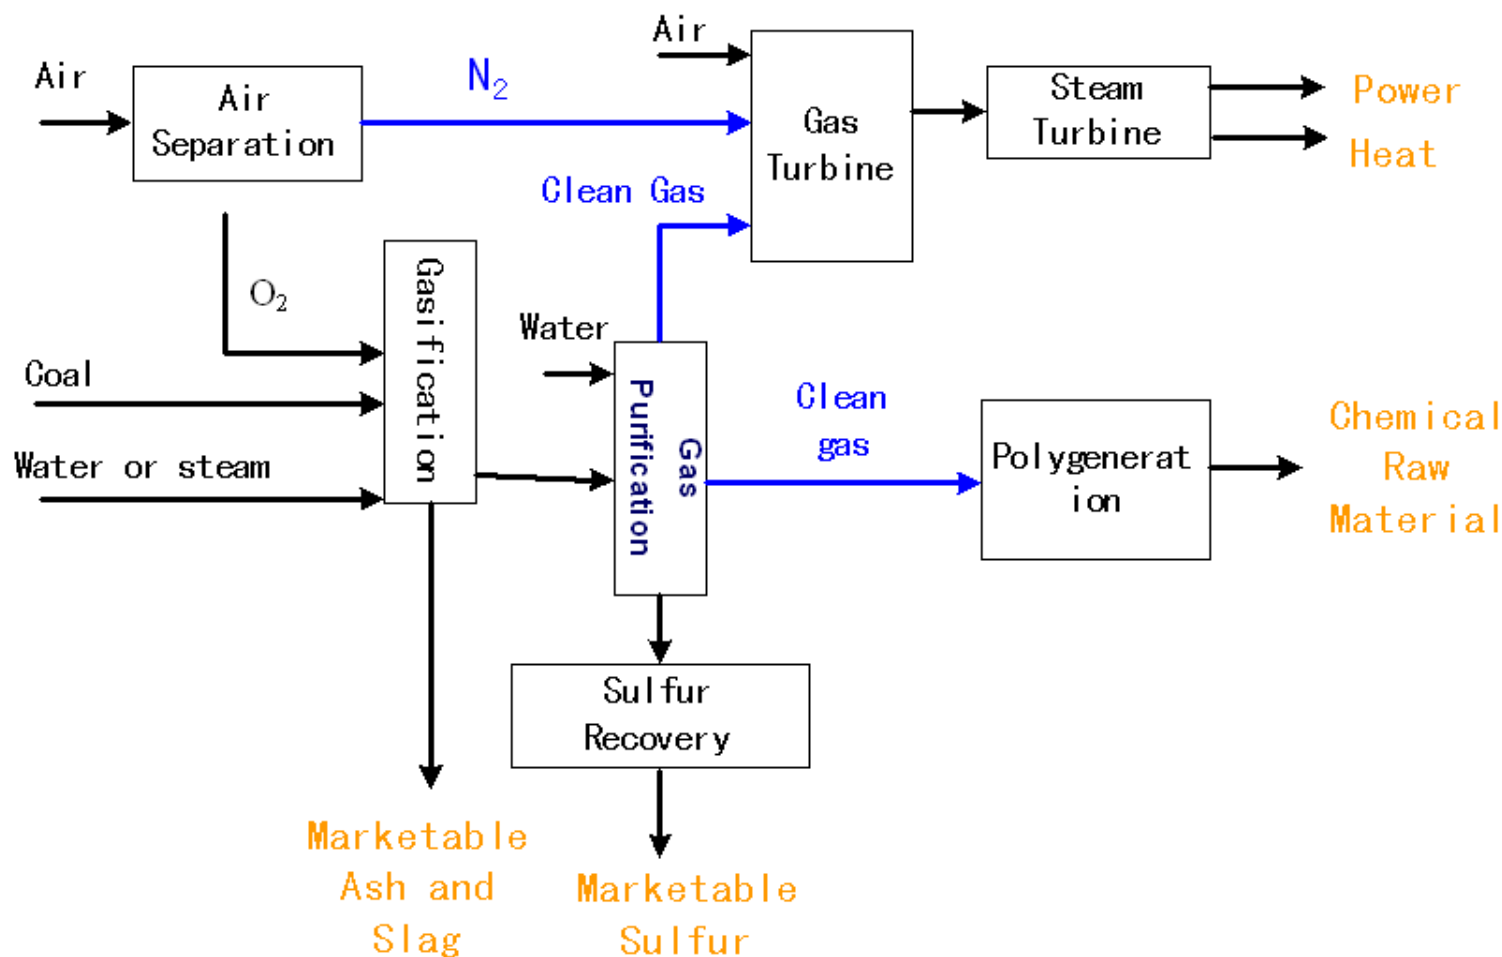 Air
Air
Separation
N₂
Air
Gas
Turbine
Steam
Turbine
Power
Heat
Clean Gas
O₂
Gasification
Coal
Water or steam
Water
Gas
Purification
Clean
gas
Polygenerat
ion
Chemical
Raw
Material
Sulfur
Recovery
Marketable
Ash and
Slag
Marketable
Sulfur